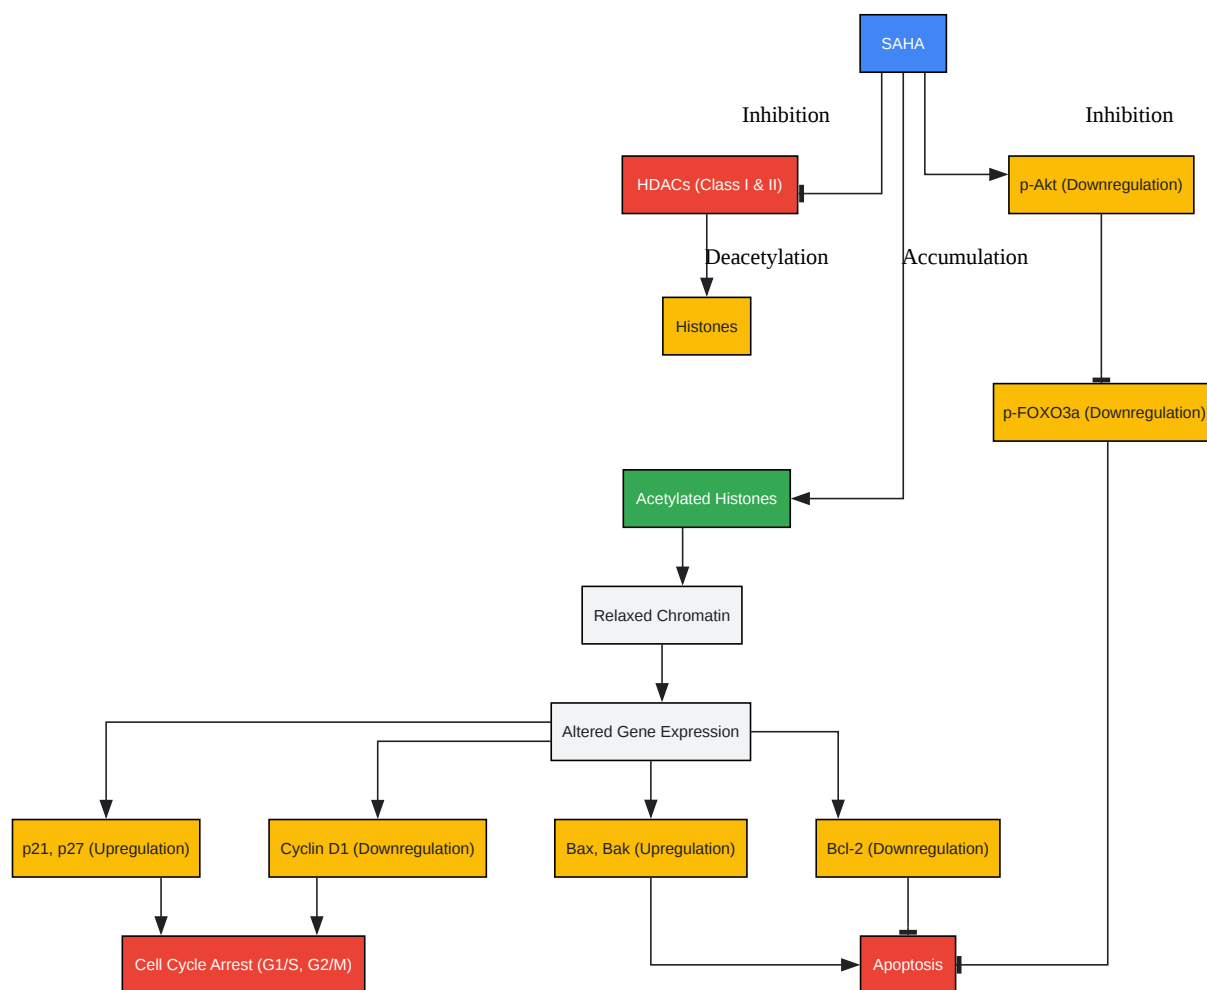 SAHA
Inhibition
Inhibition
HDACs (Class I & II)
p-Akt (Downregulation)
Deacetylation
Accumulation
Histones
p-FOXO3a (Downregulation)
Acetylated Histones
Relaxed Chromatin
Altered Gene Expression
p21, p27 (Upregulation)
Cyclin D1 (Downregulation)
Bax, Bak (Upregulation)
Bcl-2 (Downregulation)
Cell Cycle Arrest (G1/S, G2/M)
Apoptosis